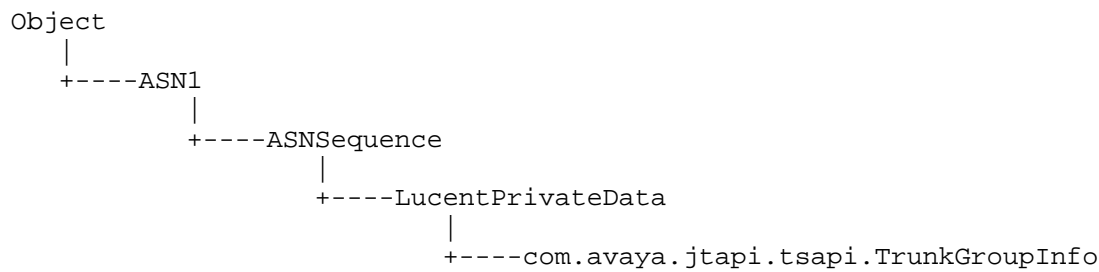 Object
   |
   +----ASN1
           |
           +----ASNSequence
                   |
                   +----LucentPrivateData
                           |
                           +----com.avaya.jtapi.tsapi.TrunkGroupInfo